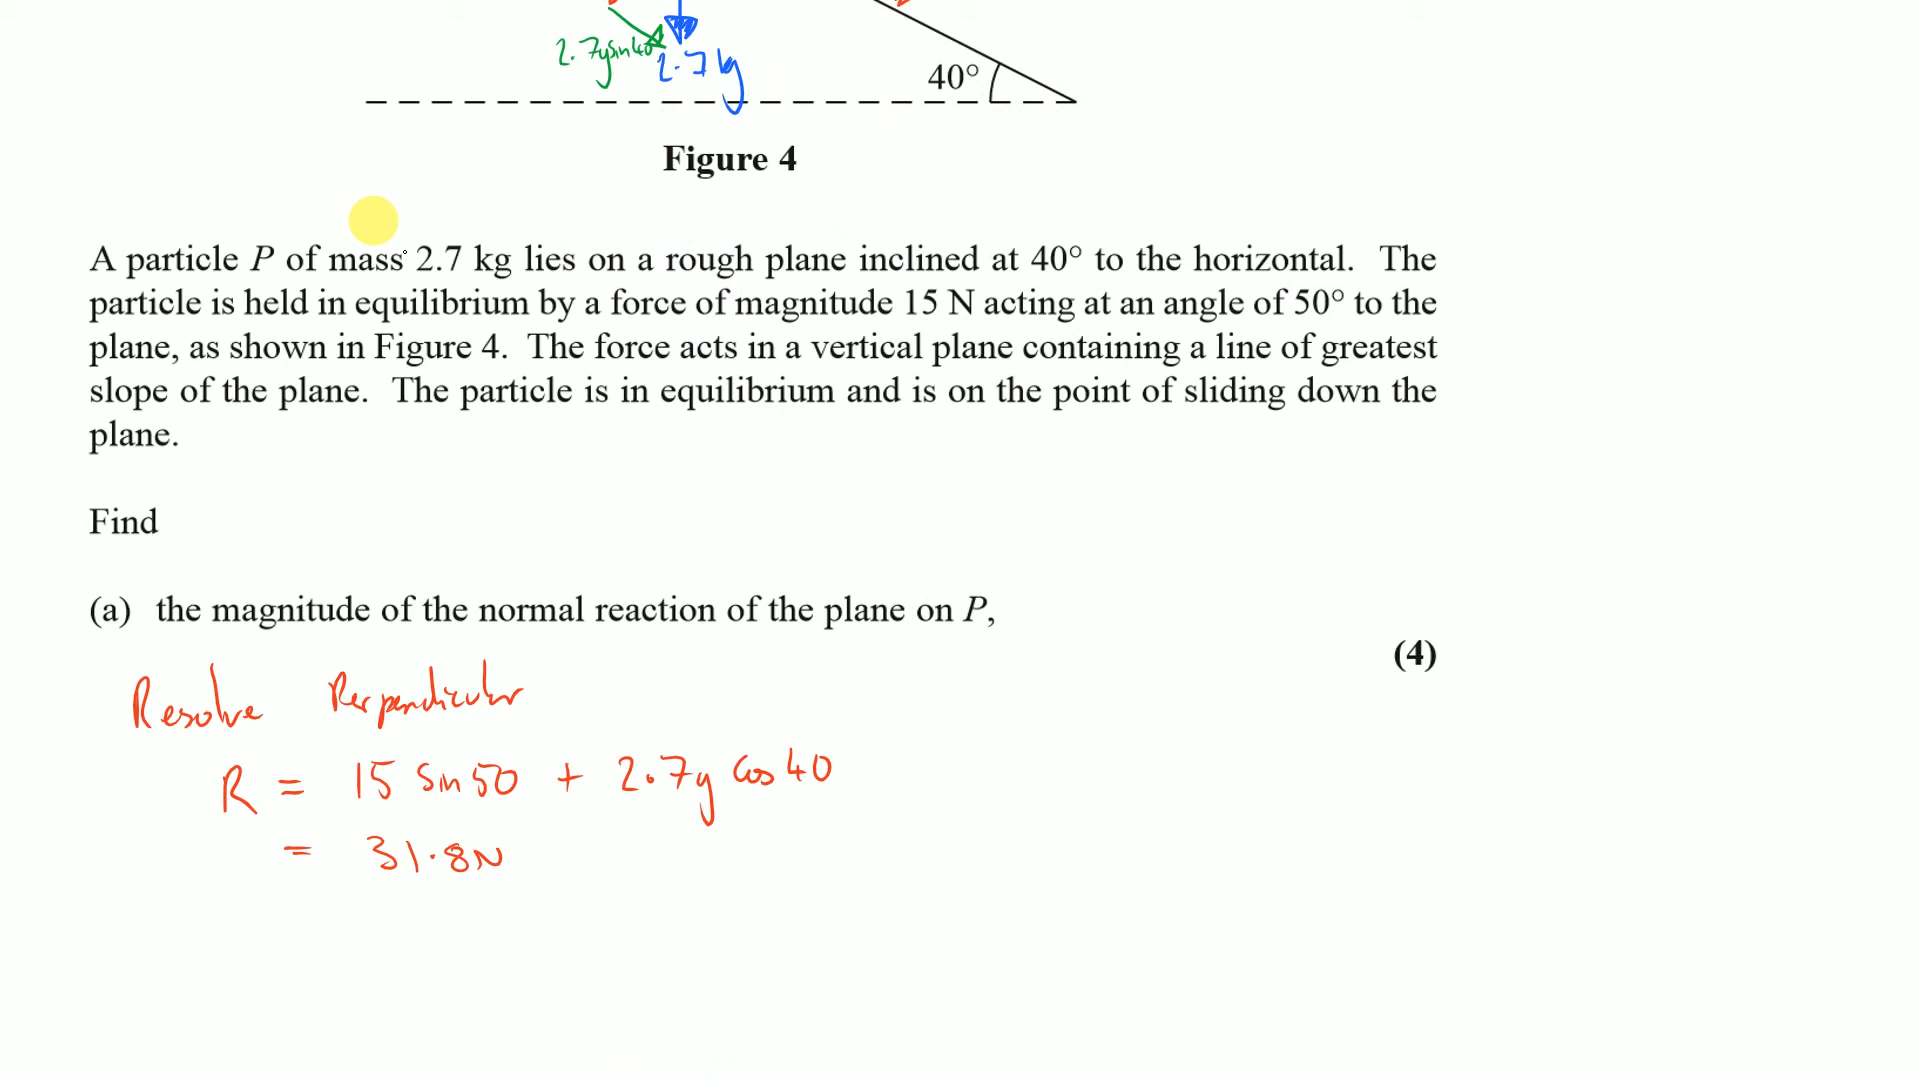 2.7g sin 40
2.7kg
40°
Figure 4
A particle P of mass 2.7 kg lies on a rough plane inclined at 40° to the horizontal. The
particle is held in equilibrium by a force of magnitude 15 N acting at an angle of 50° to the
plane, as shown in Figure 4. The force acts in a vertical plane containing a line of greatest
slope of the plane. The particle is in equilibrium and is on the point of sliding down the
plane.
Find
(a) the magnitude of the normal reaction of the plane on P,
(4)
Resolve Perpendicular
R = 15 sin 50 + 2.7g cos 40
= 31.8N